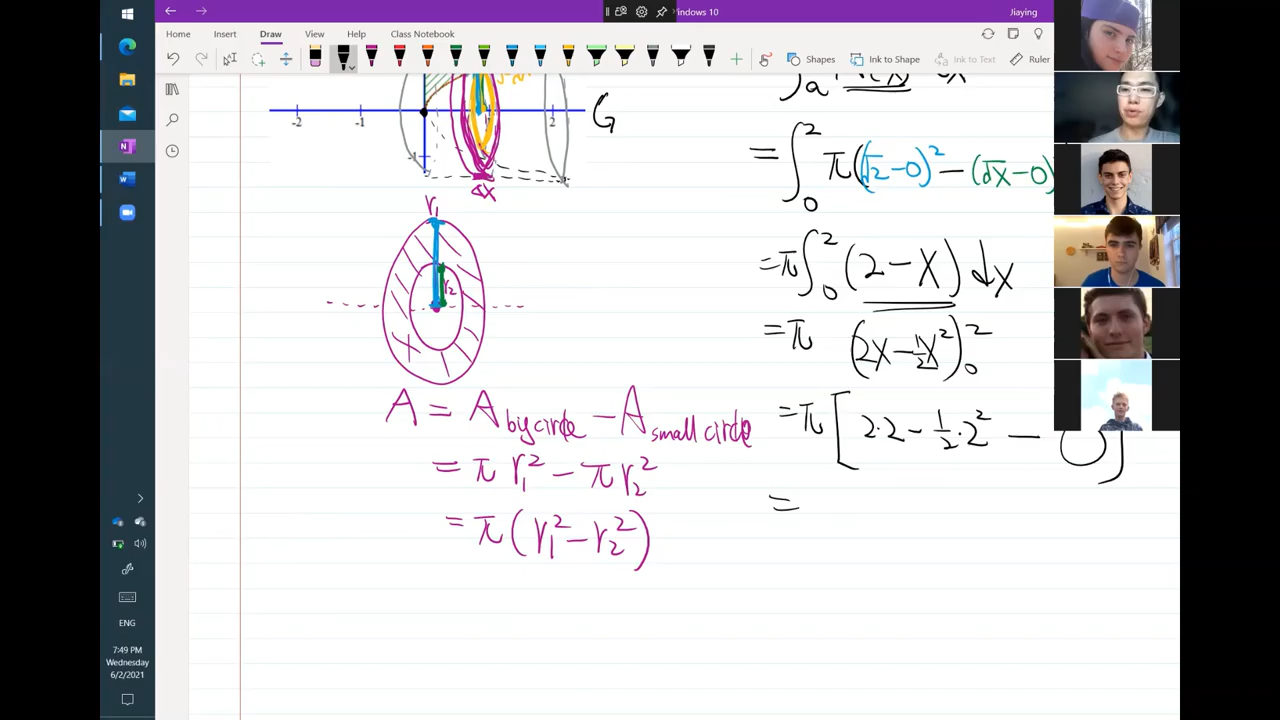 Windows 10
Jiaying
Home Insert Draw View Help Class Notebook
Shapes Ink to Shape Ink to Text Ruler
-2 -1 2
-1
G
Δx
r₁
r₂
A = A big circle − A small circle
= π r₁² − π r₂²
= π (r₁² − r₂²)
∫a dx
= ∫₀² π((√2 − 0)² − (√x − 0)
= π ∫₀² (2 − x) dx
= π (2x − ½x²)₀²
= π [2·2 − ½·2² − 0]
=
ENG
7:49 PM
Wednesday
6/2/2021